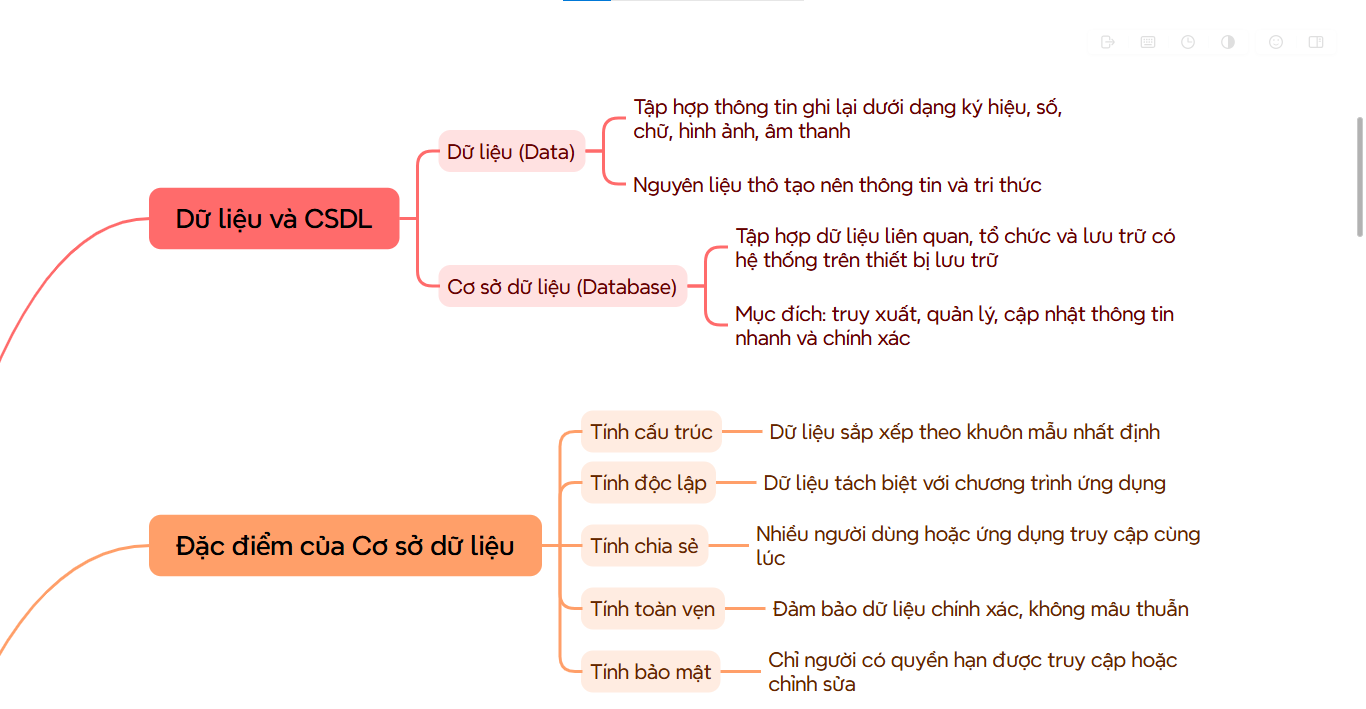 Tập hợp thông tin ghi lại dưới dạng ký hiệu, số,
chữ, hình ảnh, âm thanh
Dữ liệu (Data)
Nguyên liệu thô tạo nên thông tin và tri thức
Dữ liệu và CSDL
Tập hợp dữ liệu liên quan, tổ chức và lưu trữ có
hệ thống trên thiết bị lưu trữ
Cơ sở dữ liệu (Database)
Mục đích: truy xuất, quản lý, cập nhật thông tin
nhanh và chính xác
Tính cấu trúc
Dữ liệu sắp xếp theo khuôn mẫu nhất định
Tính độc lập
Dữ liệu tách biệt với chương trình ứng dụng
Đặc điểm của Cơ sở dữ liệu
Tính chia sẻ
Nhiều người dùng hoặc ứng dụng truy cập cùng
lúc
Tính toàn vẹn
Đảm bảo dữ liệu chính xác, không mâu thuẫn
Tính bảo mật
Chỉ người có quyền hạn được truy cập hoặc
chỉnh sửa